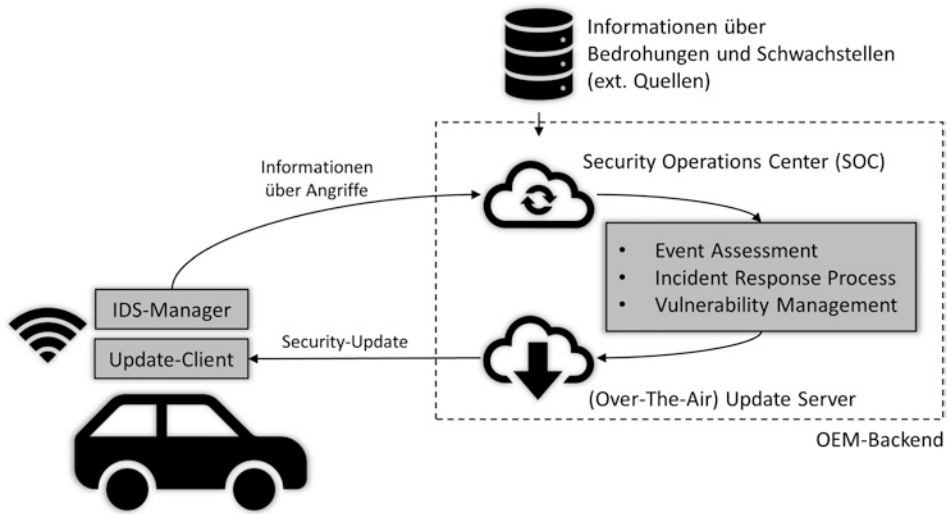 Informationen über
Bedrohungen und Schwachstellen
(ext. Quellen)
Security Operations Center (SOC)
Informationen
über Angriffe
• Event Assessment
• Incident Response Process
• Vulnerability Management
IDS-Manager
Update-Client
Security-Update
(Over-The-Air) Update Server
OEM-Backend